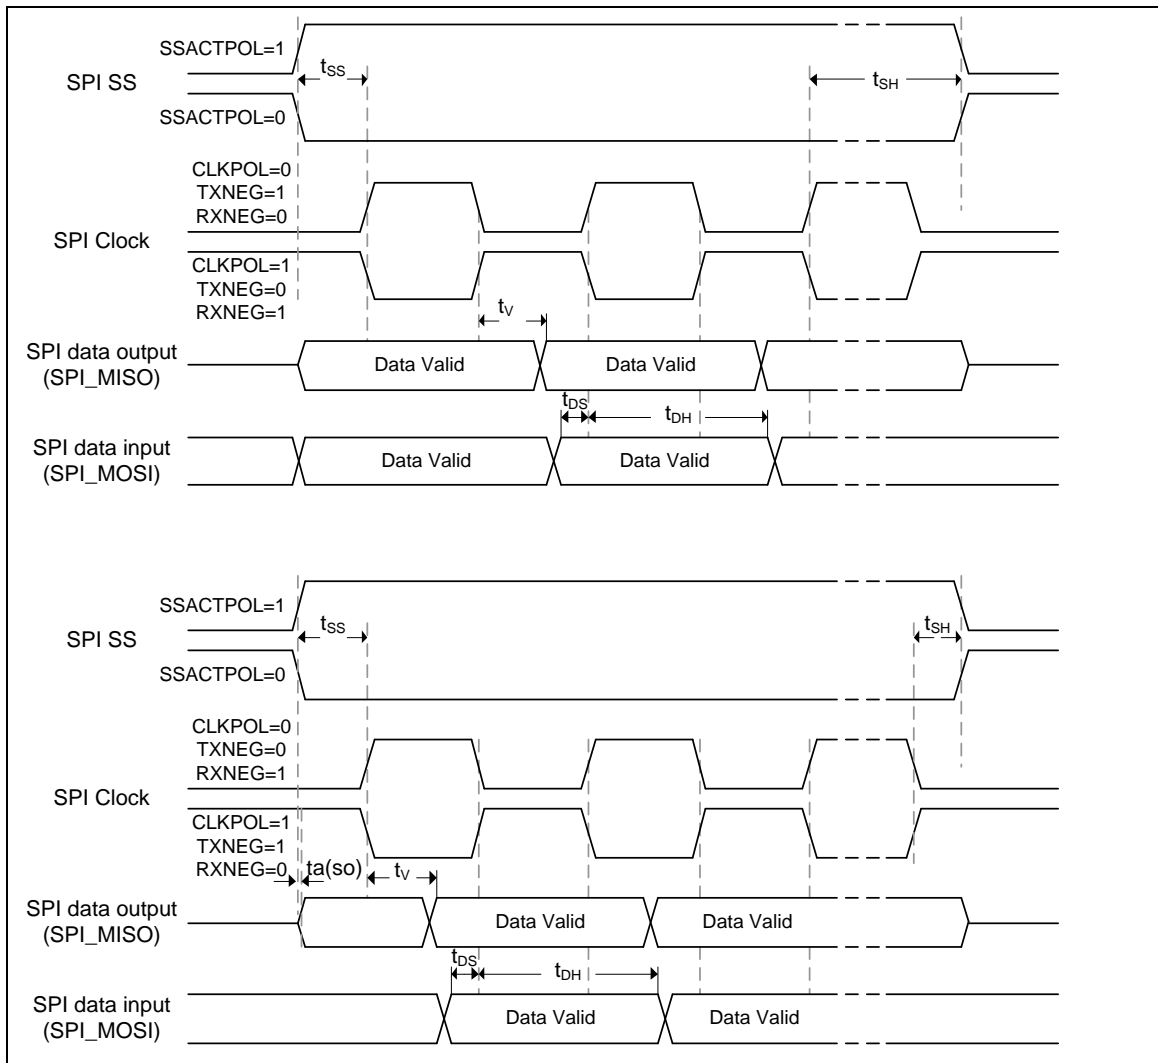 SSACTPOL=1
SPI SS
tSS
tSH
SSACTPOL=0
CLKPOL=0
TXNEG=1
RXNEG=0
SPI Clock
CLKPOL=1
TXNEG=0
RXNEG=1
tV
SPI data output
(SPI_MISO)
Data Valid
Data Valid
tDS
tDH
SPI data input
(SPI_MOSI)
Data Valid
Data Valid
SSACTPOL=1
SPI SS
tSS
tSH
SSACTPOL=0
CLKPOL=0
TXNEG=0
RXNEG=1
SPI Clock
CLKPOL=1
TXNEG=1
RXNEG=0
ta(so)
tV
SPI data output
(SPI_MISO)
Data Valid
Data Valid
tDS
tDH
SPI data input
(SPI_MOSI)
Data Valid
Data Valid